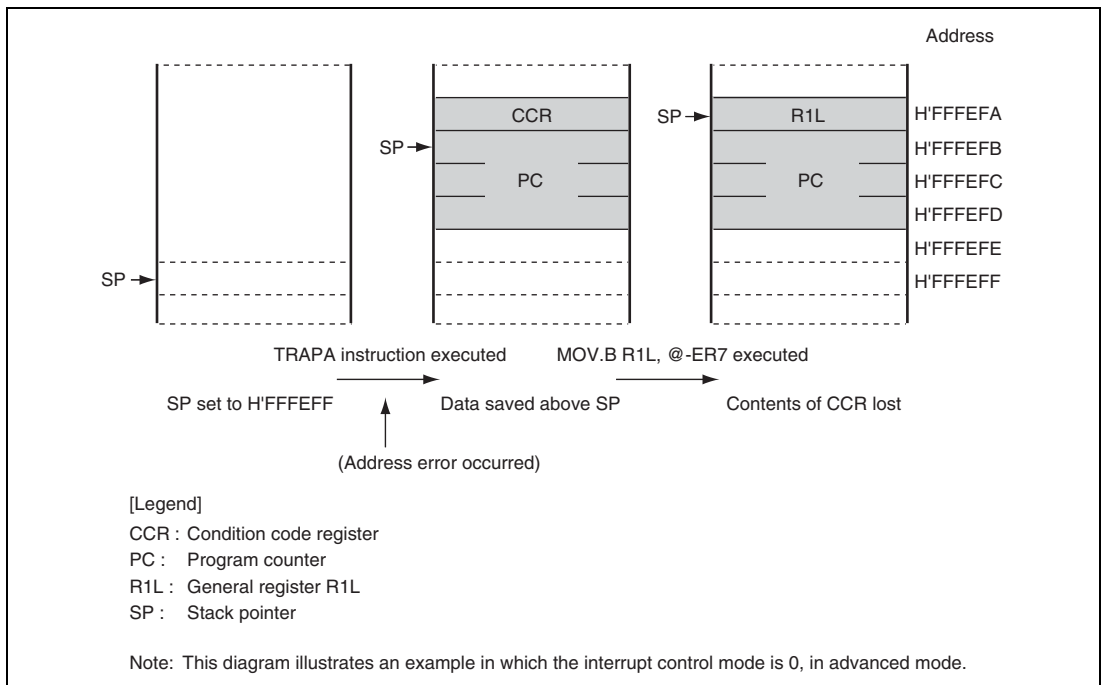 Address
CCR
SP
R1L
H'FFFEFA
SP
H'FFFEFB
PC
PC
H'FFFEFC
H'FFFEFD
H'FFFEFE
SP
H'FFFEFF
TRAPA instruction executed
MOV.B R1L, @-ER7 executed
SP set to H'FFFEFF
Data saved above SP
Contents of CCR lost
(Address error occurred)
[Legend]
CCR : Condition code register
PC : Program counter
R1L : General register R1L
SP : Stack pointer
Note: This diagram illustrates an example in which the interrupt control mode is 0, in advanced mode.